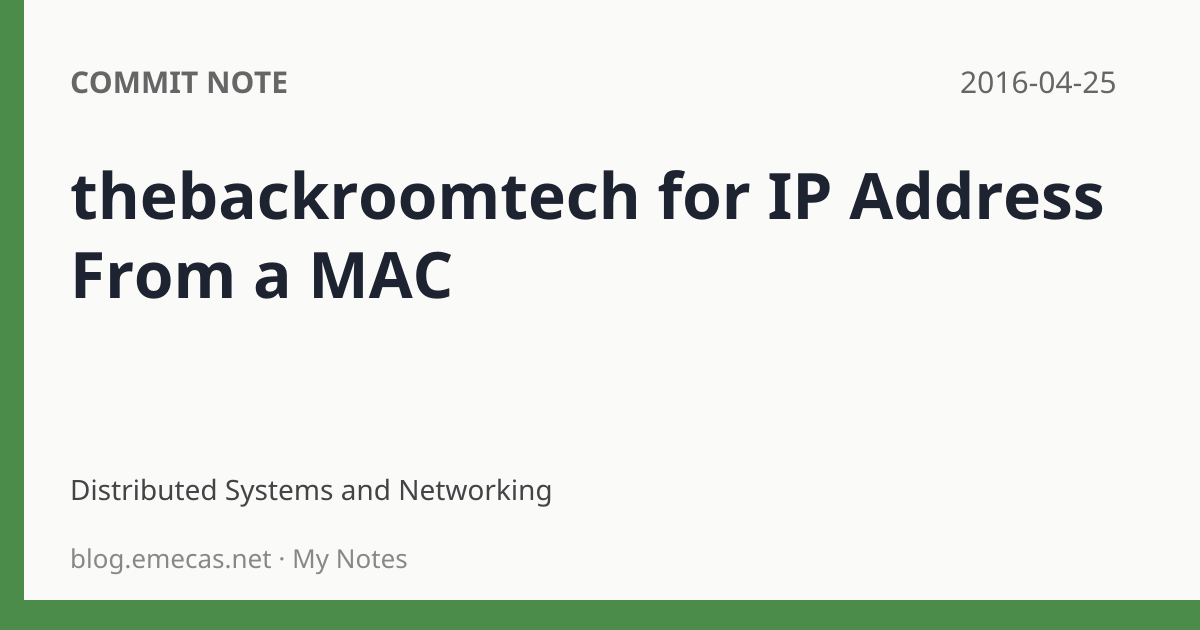 COMMIT NOTE
2016-04-25
thebackroomtech for IP Address
From a MAC
Distributed Systems and Networking
blog.emecas.net · My Notes